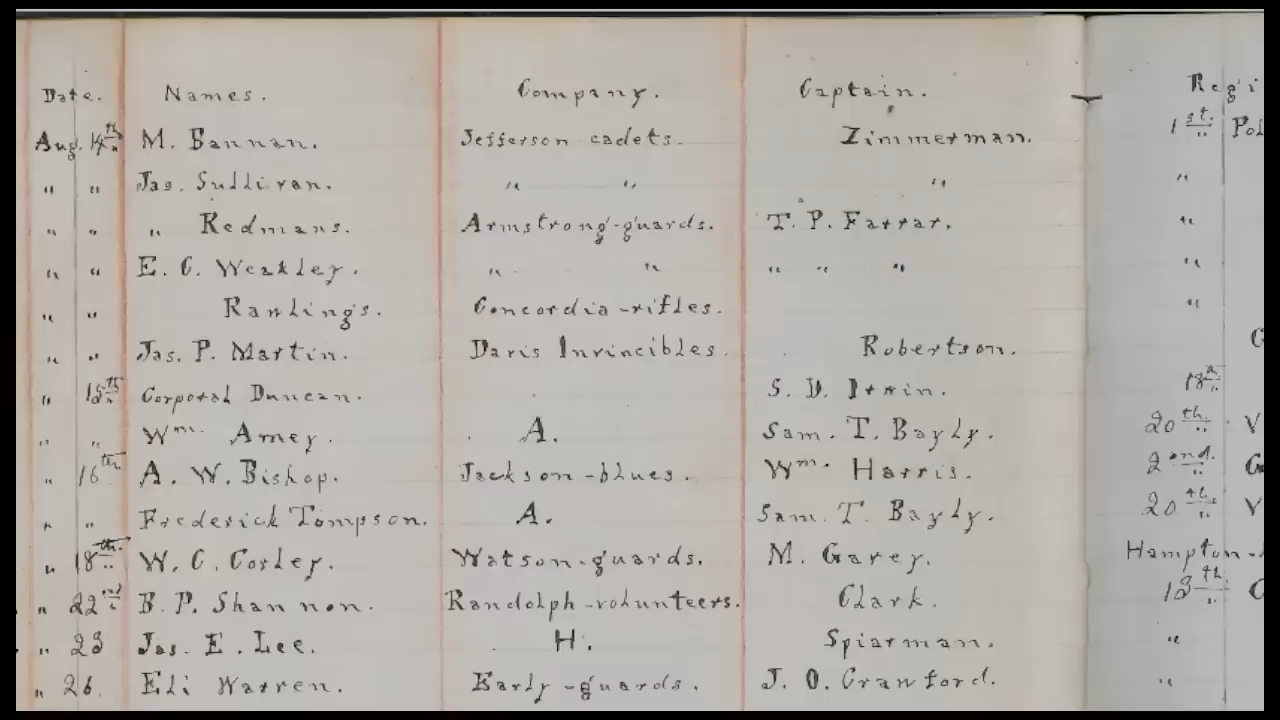 Date. Names. Company. Captain. Regi
Aug. 14th M. Bannan. Jefferson cadets. Zimmerman. 1st. Pol
" " Jas. Sullivan. " " " "
" " " Redmans. Armstrong-guards. T. P. Farrar. "
" " E. C. Weakley. " " " " " "
" " Rawlings. Concordia-rifles. "
" " Jas. P. Martin. Davis Invincibles. Robertson.
" 15th Corporal Duncan. S. D. Irwin. 18th.
" " Wm. Amey. A. Sam. T. Bayly. 20th. V
" 16th A. W. Bishop. Jackson-blues. Wm. Harris. 2ond. G
" " Frederick Tompson. A. Sam. T. Bayly. 20th. V
" 18th. W. C. Corley. Watson-guards. M. Garey. Hampton-
" 22nd B. P. Shannon. Randolph-volunteers. Clark. 13th. G
" 23 Jas. E. Lee. H. Spiarman. "
" 26. Eli Warren. Early-guards. J. O. Crawford. "